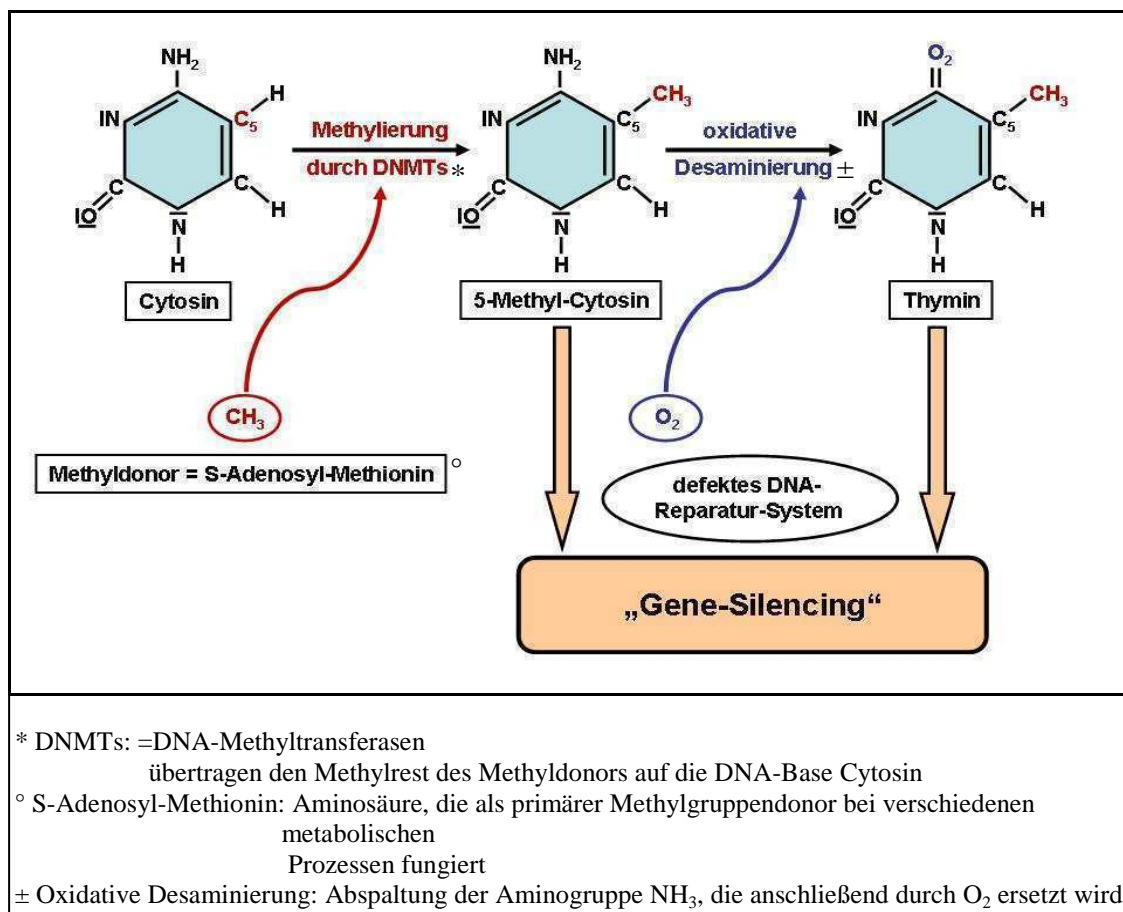 NH₂
H
IN
C₅
C
H
IO
C
N
H
Cytosin
Methylierung
durch DNMTs*
NH₂
CH₃
IN
C₅
C
H
IO
C
N
H
5-Methyl-Cytosin
oxidative
Desaminierung ±
O₂
CH₃
IN
C₅
C
H
IO
C
N
H
Thymin
CH₃
O₂
Methyldonor = S-Adenosyl-Methionin °
defektes DNA-
Reparatur-System
„Gene-Silencing“
* DNMTs: =DNA-Methyltransferasen
übertragen den Methylrest des Methyldonors auf die DNA-Base Cytosin
° S-Adenosyl-Methionin: Aminosäure, die als primärer Methylgruppendonor bei verschiedenen
metabolischen
Prozessen fungiert
± Oxidative Desaminierung: Abspaltung der Aminogruppe NH₃, die anschließend durch O₂ ersetzt wird